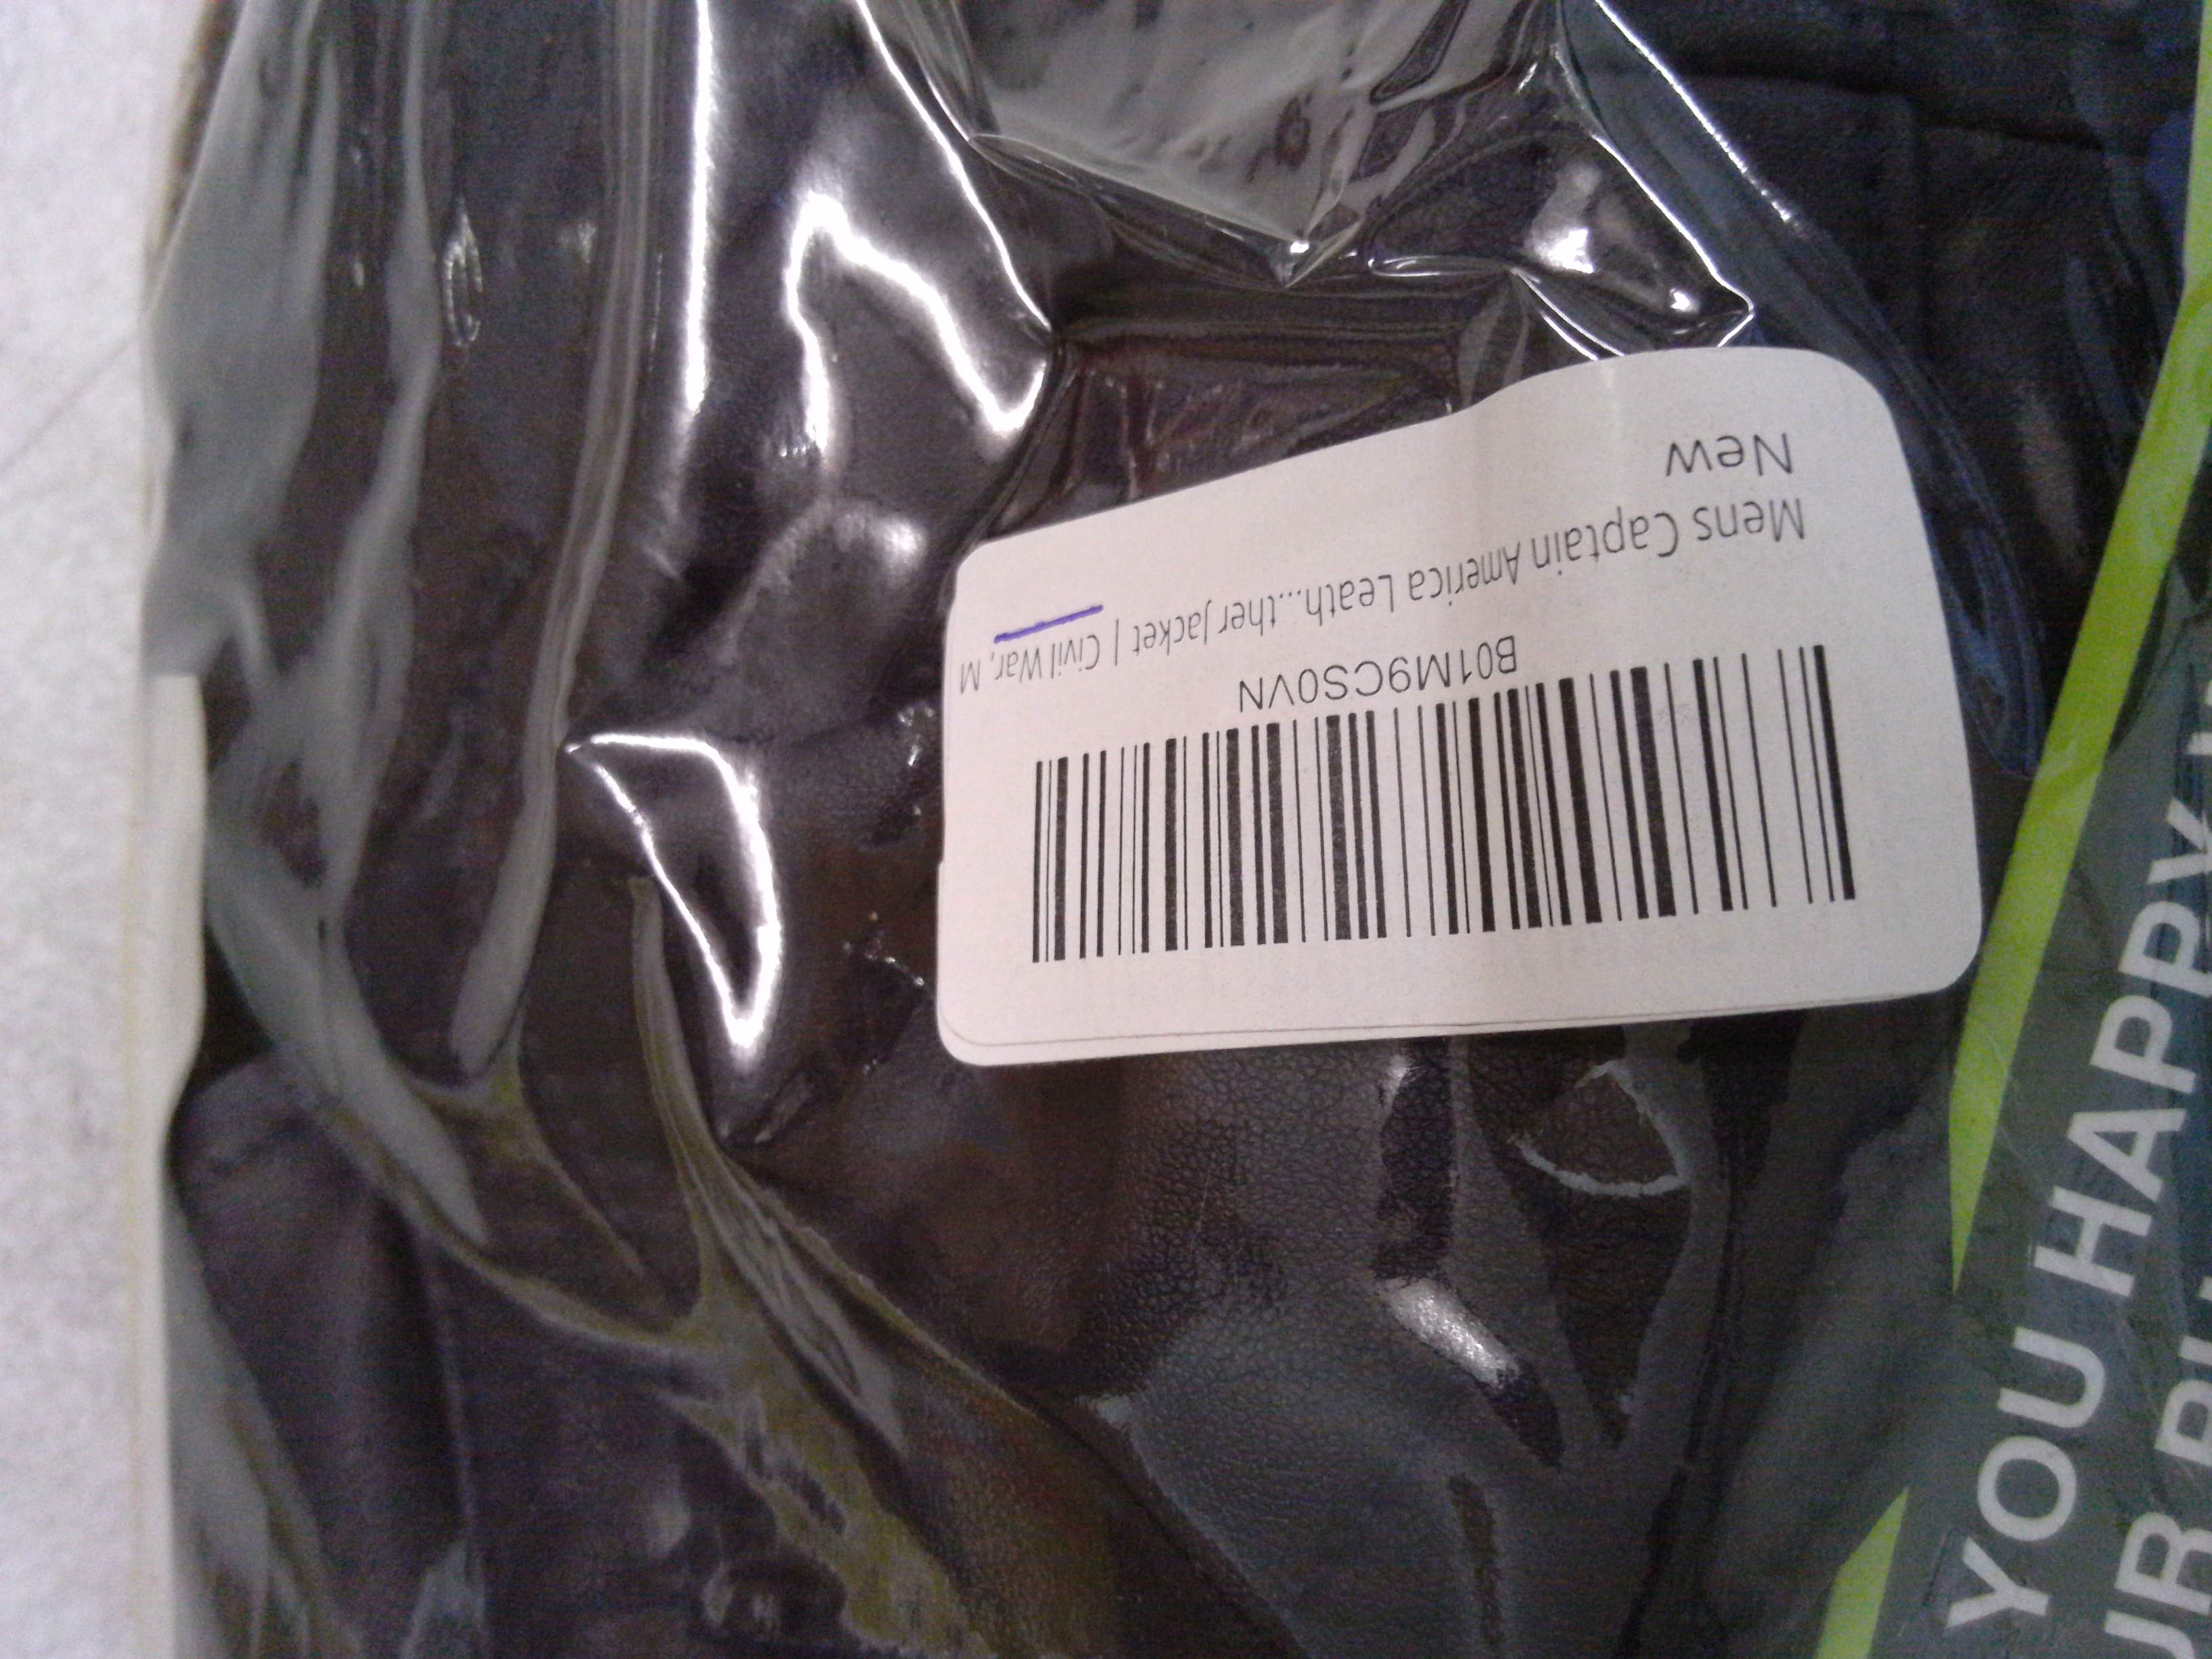 B01M9CS0VN
Mens Captain America Leath...ther Jacket | Civil War, M
New
YOU HAPPY